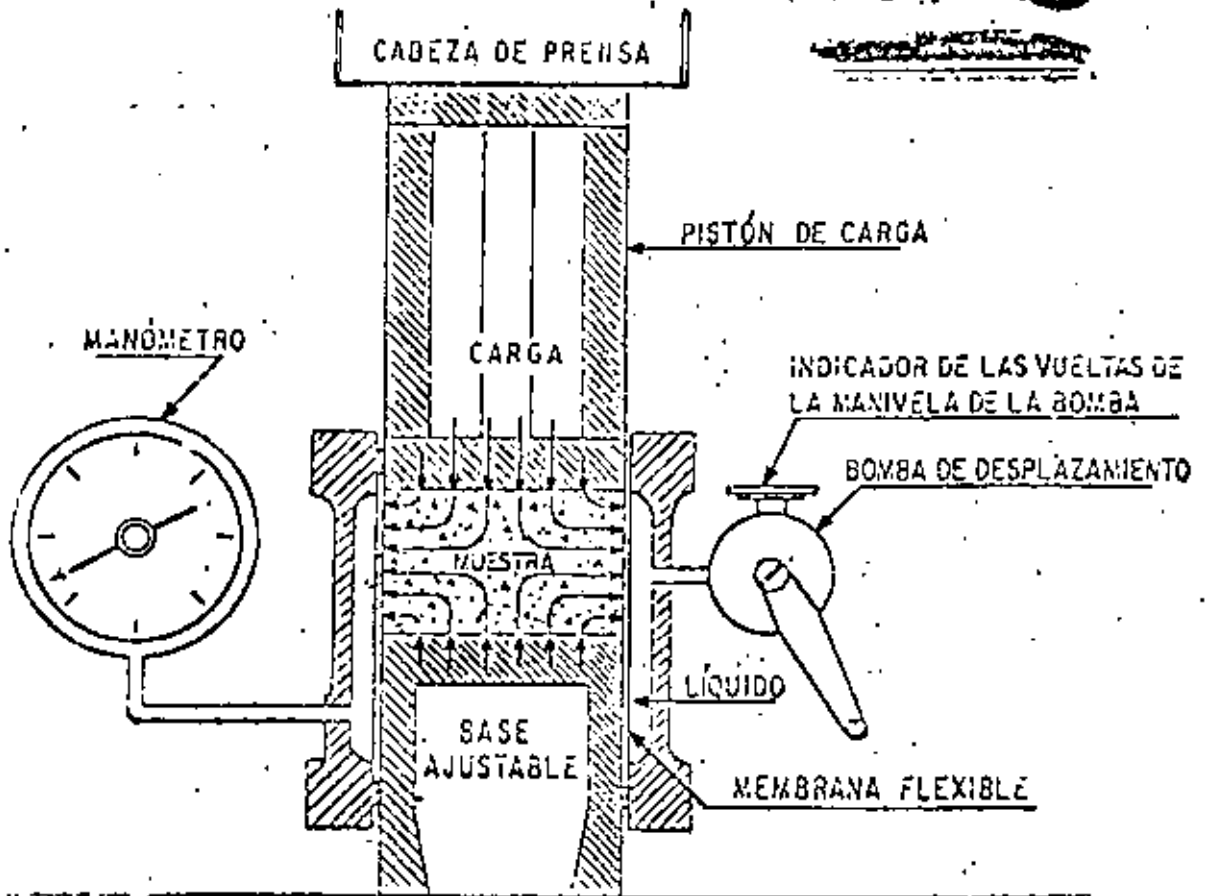 CABEZA DE PRENSA
PISTÓN DE CARGA
MANÓMETRO
CARGA
INDICADOR DE LAS VUELTAS DE
LA MANIVELA DE LA BOMBA
BOMBA DE DESPLAZAMIENTO
MUESTRA
LÍQUIDO
BASE
AJUSTABLE
MEMBRANA FLEXIBLE